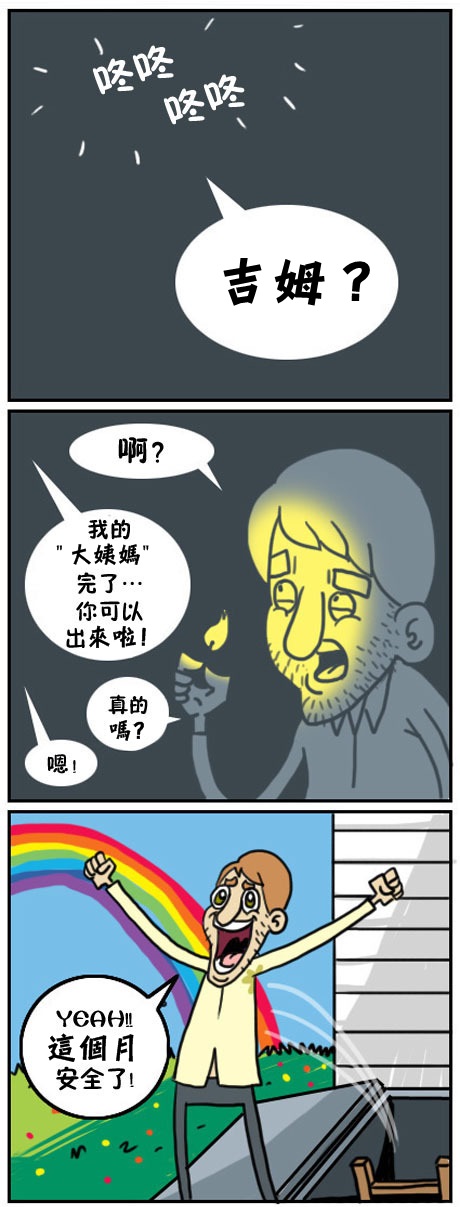 咚咚
咚咚
吉姆？
啊？
我的
"大姨媽"
完了…
你可以
出來啦！
真的
嗎？
嗯！
YEAH!!
這個月
安全了！